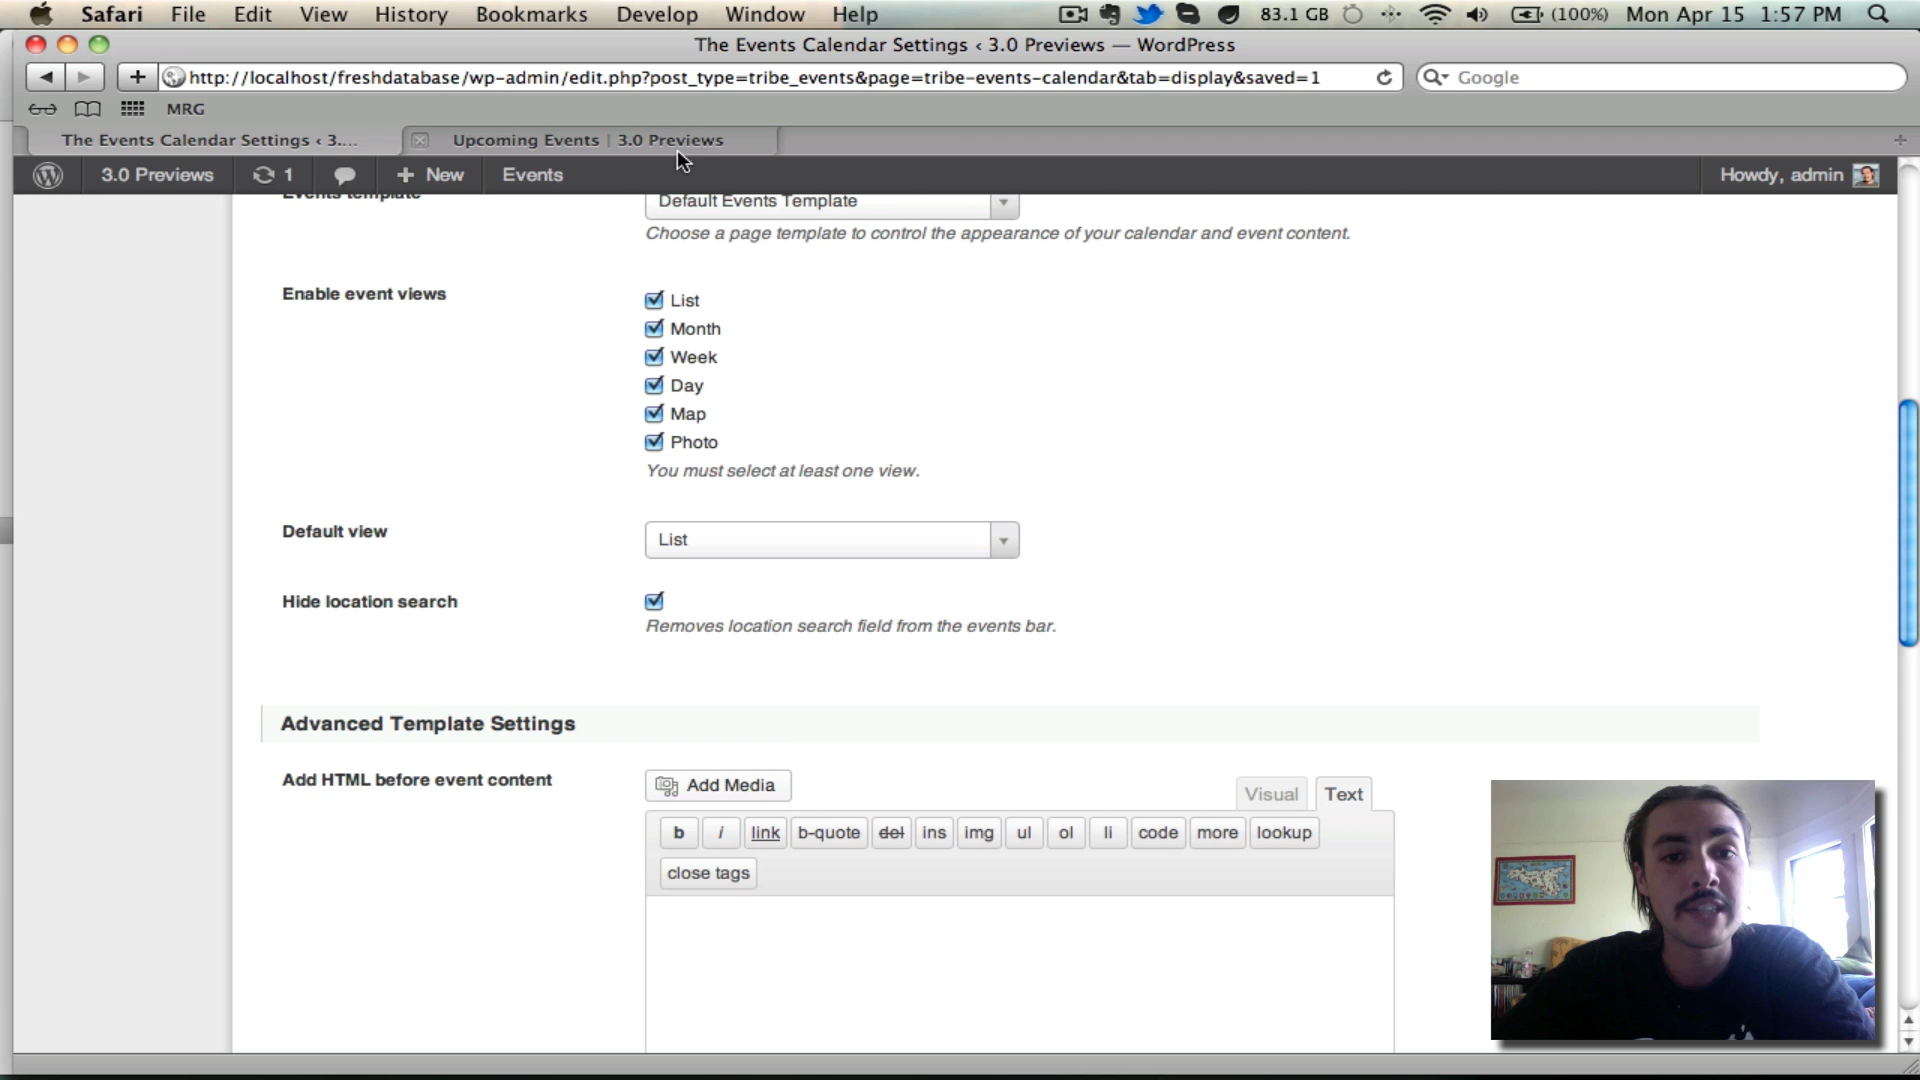 Safari File Edit View History Bookmarks Develop Window Help 83.1 GB (100%) Mon Apr 15 1:57 PM
The Events Calendar Settings ‹ 3.0 Previews — WordPress
http://localhost/freshdatabase/wp-admin/edit.php?post_type=tribe_events&page=tribe-events-calendar&tab=display&saved=1 Google
MRG
The Events Calendar Settings ‹ 3.... Upcoming Events | 3.0 Previews
3.0 Previews 1 New Events Howdy, admin
Events template Default Events Template
Choose a page template to control the appearance of your calendar and event content.
Enable event views
List
Month
Week
Day
Map
Photo
You must select at least one view.
Default view List
Hide location search
Removes location search field from the events bar.
Advanced Template Settings
Add HTML before event content Add Media Visual Text
b i link b-quote del ins img ul ol li code more lookup
close tags